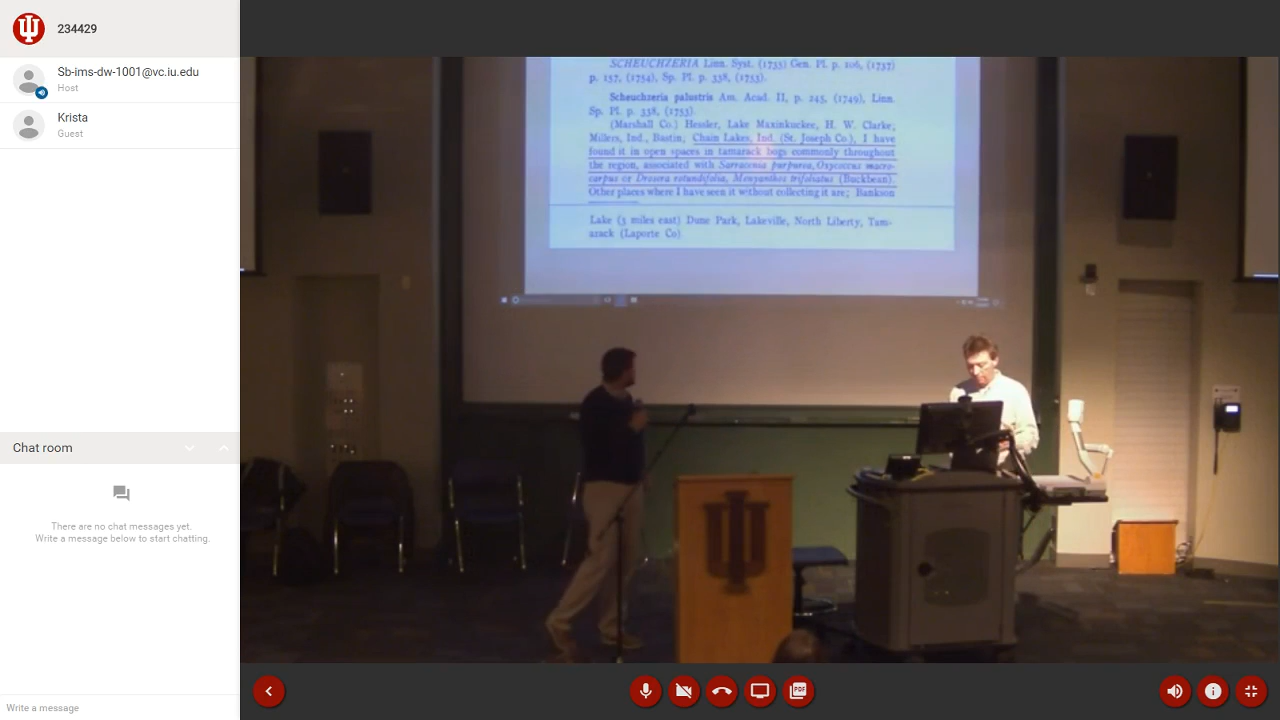 234429
Sb-ims-dw-1001@vc.iu.edu
Host
Krista
Guest
Chat room
There are no chat messages yet.
Write a message below to start chatting.
Write a message
SCHEUCHZERIA Linn. Syst. (1735) Gen. Pl. p. 106, (1737)
p. 157, (1754), Sp. Pl. p. 338, (1753).
Scheuchzeria palustris Am. Acad. II, p. 245, (1749), Linn.
Sp. Pl. p. 338, (1753).
(Marshall Co.) Hessler, Lake Maxinkuckee, H. W. Clarke,
Millers, Ind., Bastin; Chain Lakes, Ind. (St. Joseph Co.), I have
found it in open spaces in tamarack bogs commonly throughout
the region, associated with Sarracenia purpurea, Oxycoccus macro-
carpus or Drosera rotundifolia, Menyanthes trifoliatus (Buckbean).
Other places where I have seen it without collecting it are; Bankson
Lake (5 miles east) Dune Park, Lakeville, North Liberty, Tam-
arack (Laporte Co)
PDF